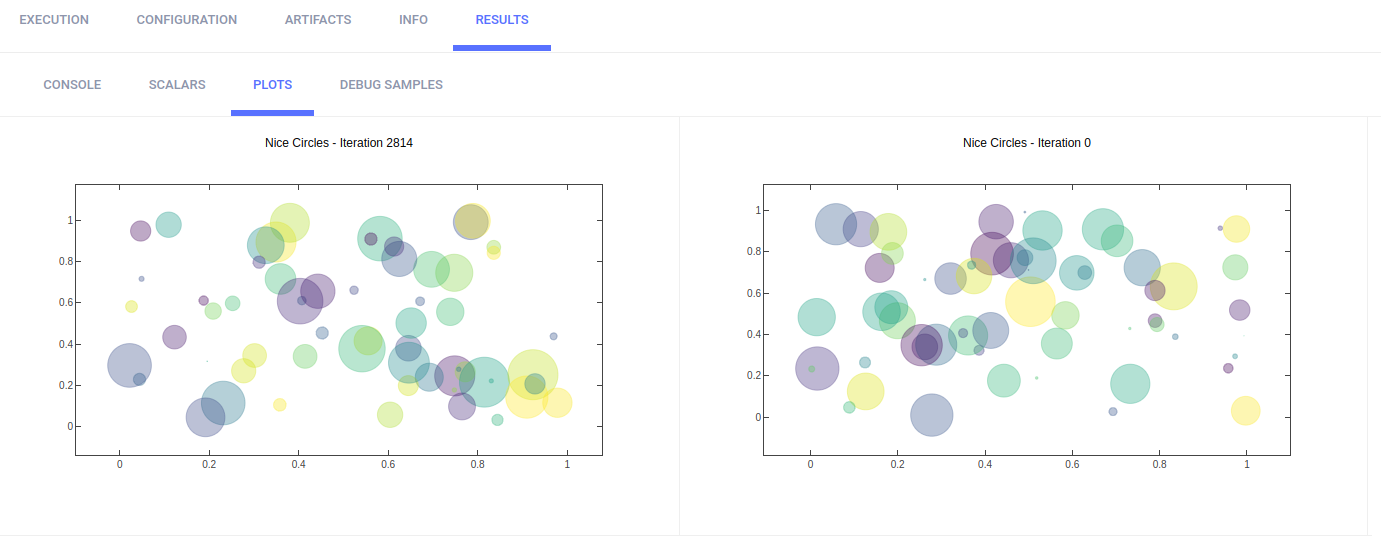 EXECUTION CONFIGURATION ARTIFACTS INFO RESULTS
CONSOLE SCALARS PLOTS DEBUG SAMPLES
Nice Circles - Iteration 2814
1
0.8
0.6
0.4
0.2
0
0 0.2 0.4 0.6 0.8 1
Nice Circles - Iteration 0
1
0.8
0.6
0.4
0.2
0
0 0.2 0.4 0.6 0.8 1